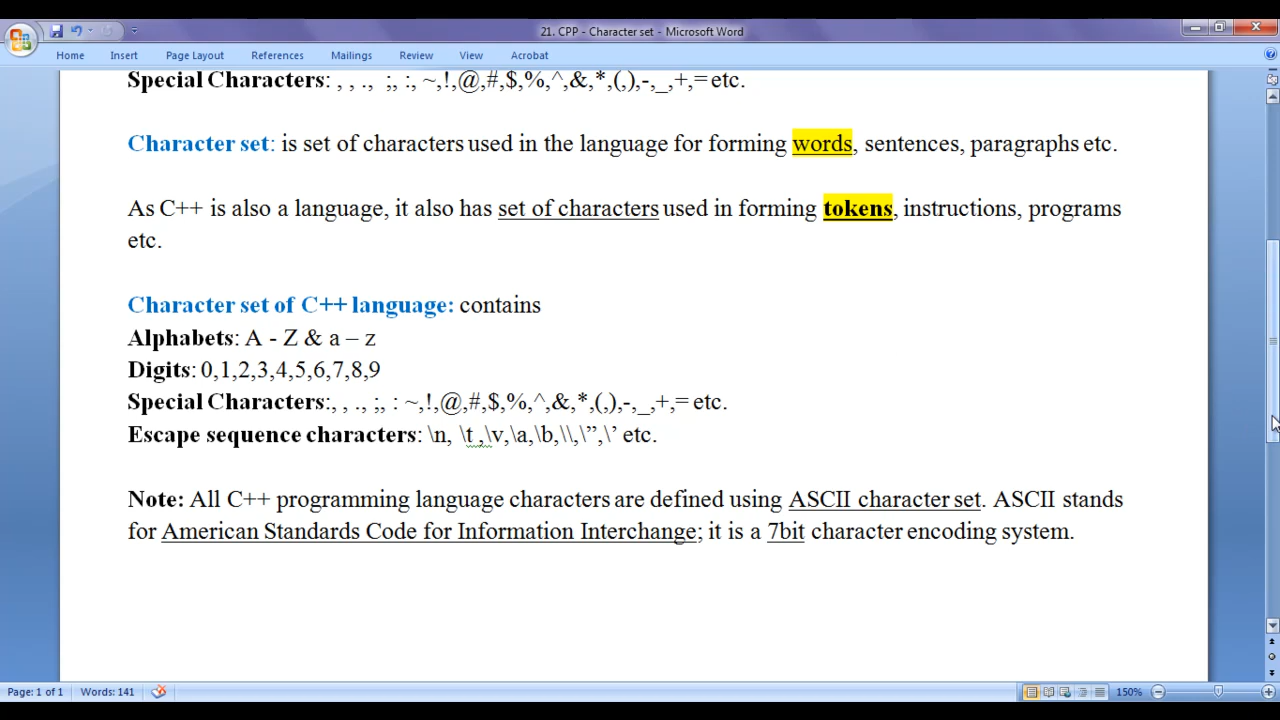 21. CPP - Character set - Microsoft Word
Home Insert Page Layout References Mailings Review View Acrobat
Special Characters: , , ., ;, :, ~,!,@,#,$,%,^,&,*,(,),-,_,+,= etc.
Character set: is set of characters used in the language for forming words, sentences, paragraphs etc.
As C++ is also a language, it also has set of characters used in forming tokens, instructions, programs
etc.
Character set of C++ language: contains
Alphabets: A - Z & a – z
Digits: 0,1,2,3,4,5,6,7,8,9
Special Characters:, , ., ;, : ~,!,@,#,$,%,^,&,*,(,),-,_,+,= etc.
Escape sequence characters: \n, \t ,\v,\a,\b,\\,\”,\’ etc.
Note: All C++ programming language characters are defined using ASCII character set. ASCII stands
for American Standards Code for Information Interchange; it is a 7bit character encoding system.
Page: 1 of 1 Words: 141 150%